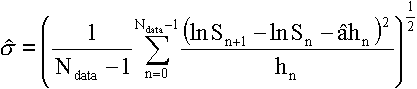 σ̂ = ( 1 / (N_data − 1) ∑_{n=0}^{N_data−1} (ln S_{n+1} − ln S_n − âh_n)² / h_n )^{1/2}